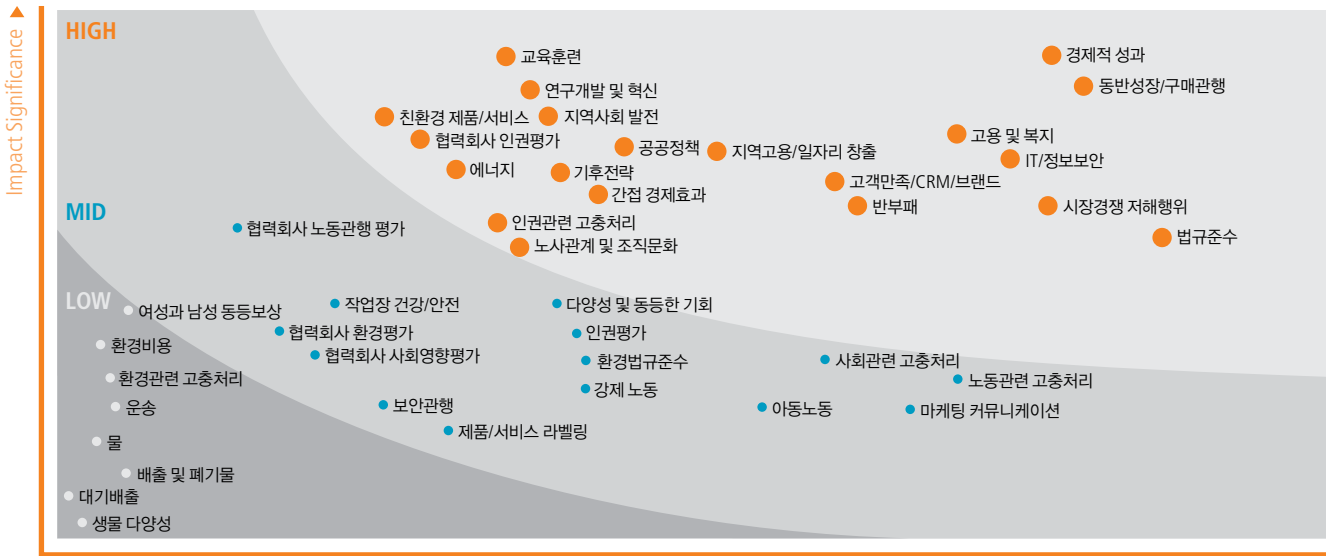 Impact Significance ▲
HIGH
교육훈련
경제적 성과
연구개발 및 혁신
동반성장/구매관행
친환경 제품/서비스
지역사회 발전
협력회사 인권평가
공공정책
지역고용/일자리 창출
고용 및 복지
IT/정보보안
에너지
기후전략
고객만족/CRM/브랜드
간접 경제효과
반부패
시장경쟁 저해행위
MID
협력회사 노동관행 평가
인권관련 고충처리
노사관계 및 조직문화
법규준수
LOW
여성과 남성 동등보상
작업장 건강/안전
다양성 및 동등한 기회
협력회사 환경평가
인권평가
환경비용
협력회사 사회영향평가
환경법규준수
사회관련 고충처리
환경관련 고충처리
강제 노동
노동관련 고충처리
운송
보안관행
아동노동
마케팅 커뮤니케이션
제품/서비스 라벨링
물
배출 및 폐기물
대기배출
생물 다양성